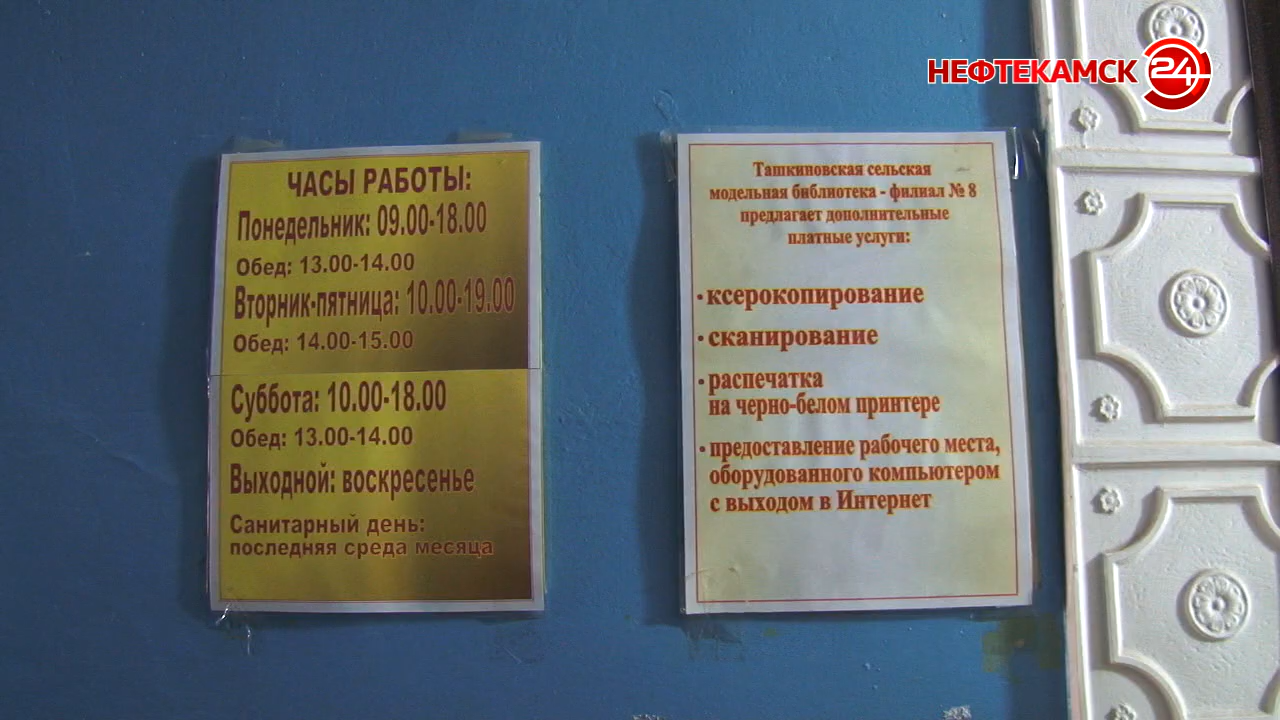 НЕФТЕКАМСК 24
ЧАСЫ РАБОТЫ:
Понедельник: 09.00-18.00
Обед: 13.00-14.00
Вторник-пятница: 10.00-19.00
Обед: 14.00-15.00
Суббота: 10.00-18.00
Обед: 13.00-14.00
Выходной: воскресенье
Санитарный день:
последняя среда месяца
Ташкиновская сельская
модельная библиотека - филиал № 8
предлагает дополнительные
платные услуги:
• ксерокопирование
• сканирование
• распечатка
на черно-белом принтере
• предоставление рабочего места,
оборудованного компьютером
с выходом в Интернет